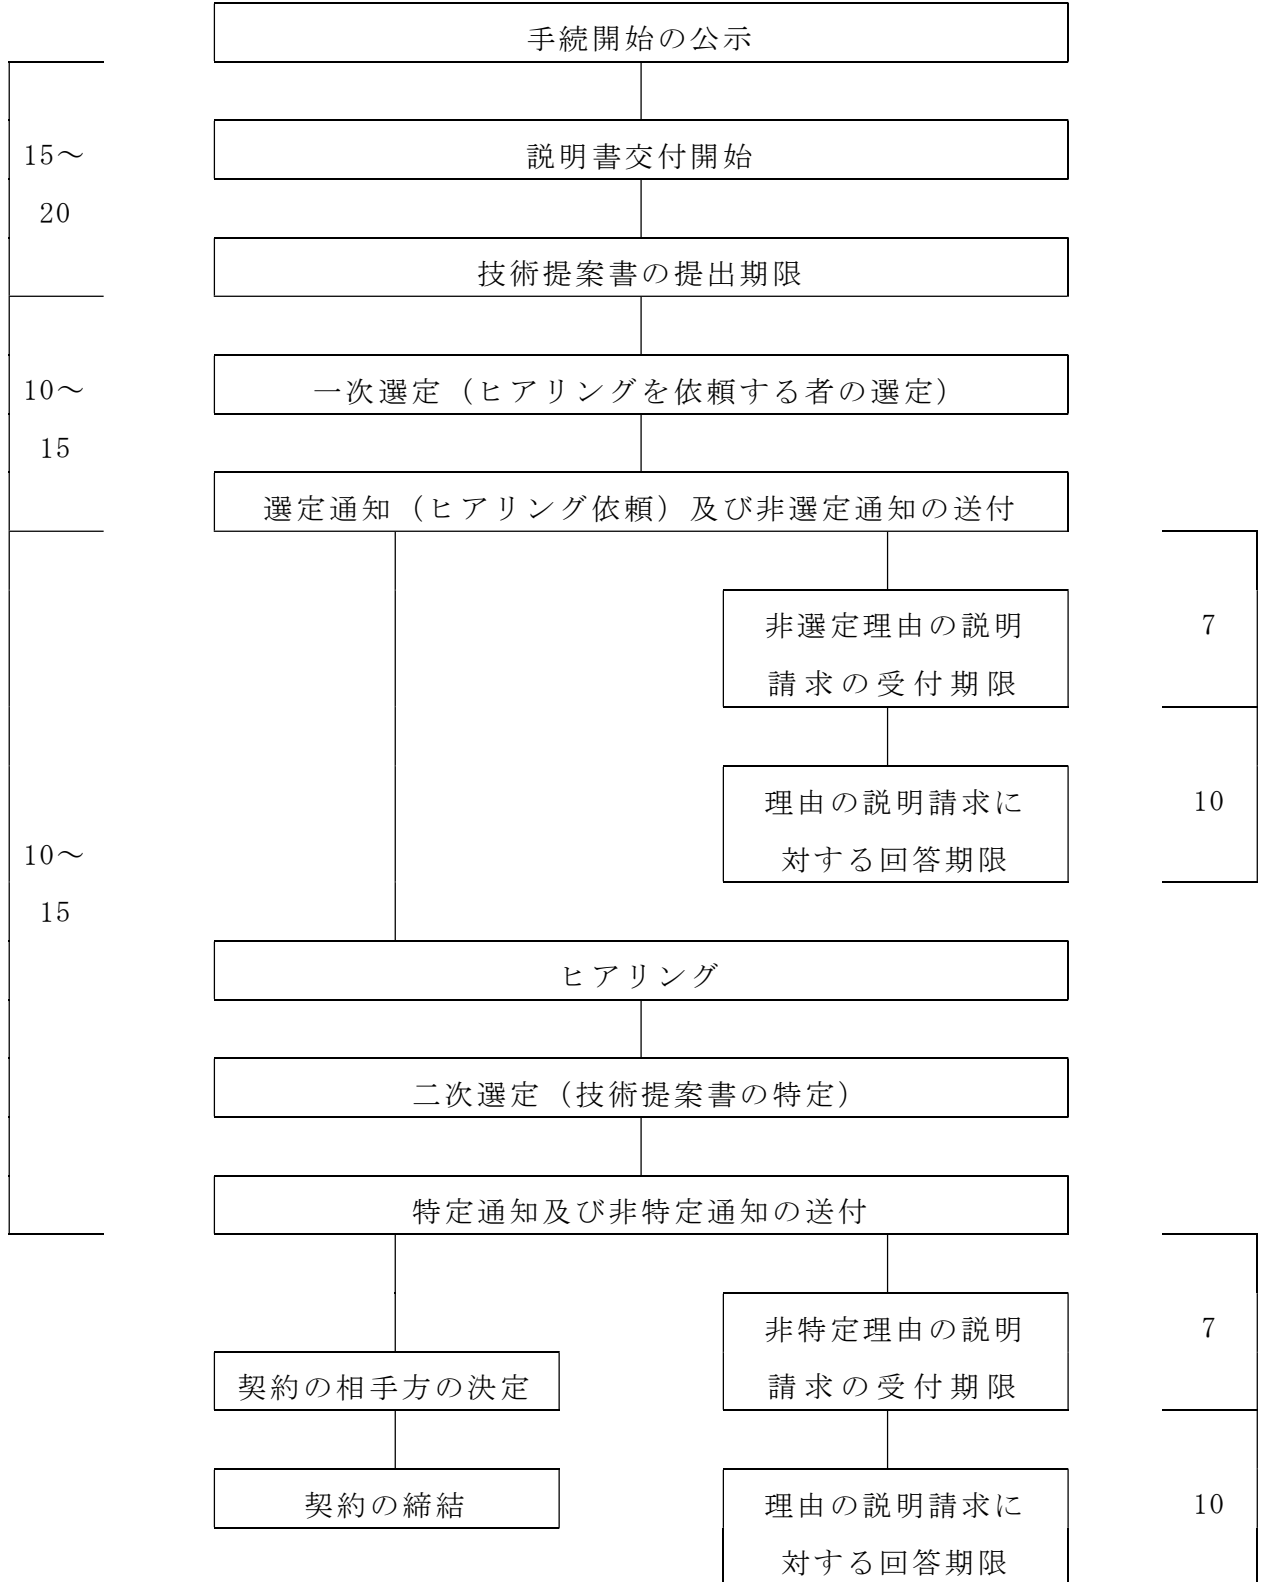 手続開始の公示
15～
20
説明書交付開始
技術提案書の提出期限
10～
15
一次選定（ヒアリングを依頼する者の選定）
選定通知（ヒアリング依頼）及び非選定通知の送付
非選定理由の説明
請求の受付期限
7
理由の説明請求に
対する回答期限
10
10～
15
ヒアリング
二次選定（技術提案書の特定）
特定通知及び非特定通知の送付
非特定理由の説明
請求の受付期限
7
契約の相手方の決定
契約の締結
理由の説明請求に
対する回答期限
10